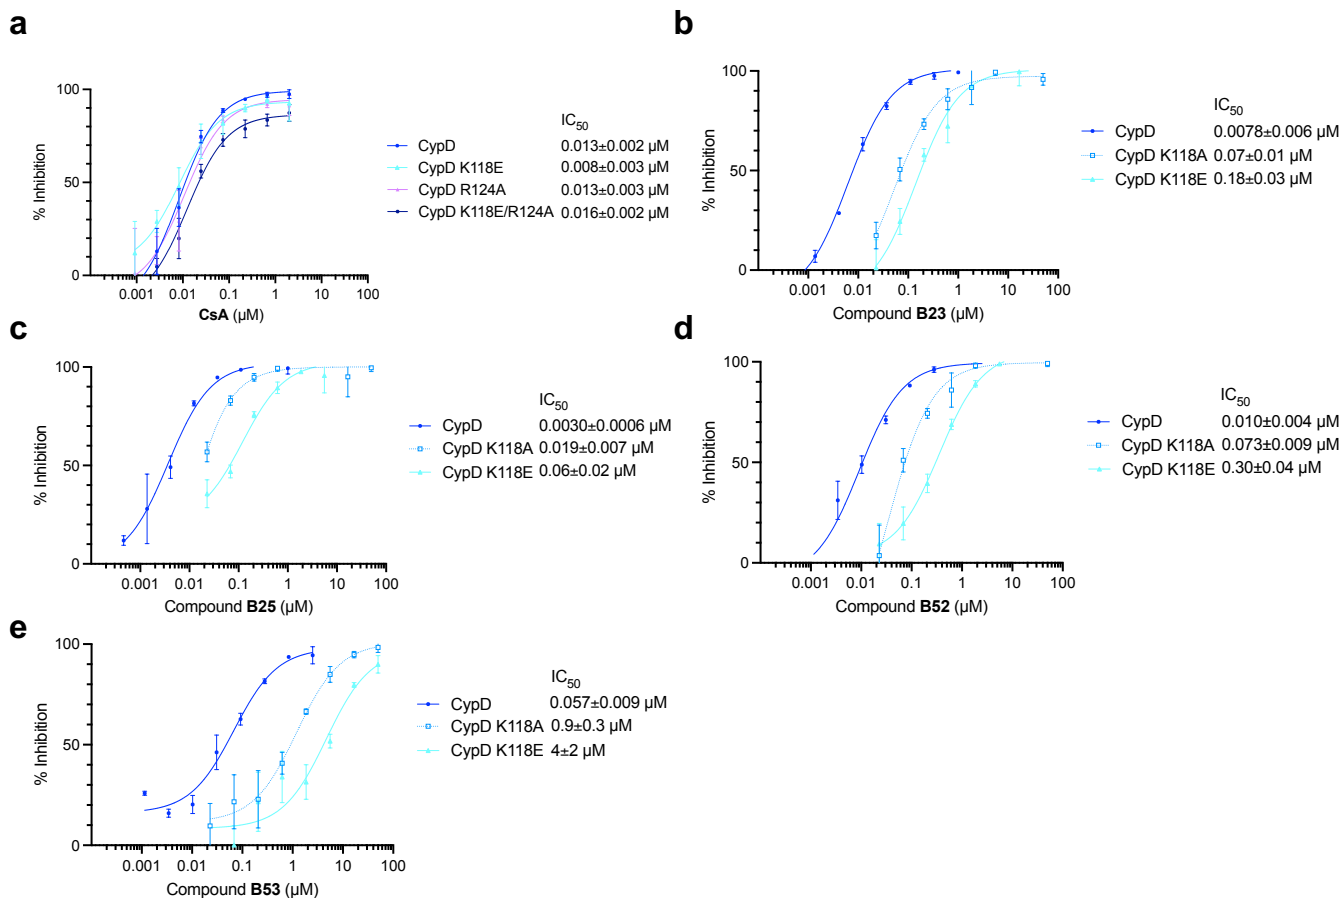 a
% Inhibition
100
50
0
0.001 0.01 0.1 1 10 100
CsA (µM)
IC50
CypD 0.013±0.002 µM
CypD K118E 0.008±0.003 µM
CypD R124A 0.013±0.003 µM
CypD K118E/R124A 0.016±0.002 µM
b
% Inhibition
100
50
0
0.001 0.01 0.1 1 10 100
Compound B23 (µM)
IC50
CypD 0.0078±0.006 µM
CypD K118A 0.07±0.01 µM
CypD K118E 0.18±0.03 µM
c
% Inhibition
100
50
0
0.001 0.01 0.1 1 10 100
Compound B25 (µM)
IC50
CypD 0.0030±0.0006 µM
CypD K118A 0.019±0.007 µM
CypD K118E 0.06±0.02 µM
d
% Inhibition
100
50
0
0.001 0.01 0.1 1 10 100
Compound B52 (µM)
IC50
CypD 0.010±0.004 µM
CypD K118A 0.073±0.009 µM
CypD K118E 0.30±0.04 µM
e
% Inhibition
100
50
0
0.001 0.01 0.1 1 10 100
Compound B53 (µM)
IC50
CypD 0.057±0.009 µM
CypD K118A 0.9±0.3 µM
CypD K118E 4±2 µM